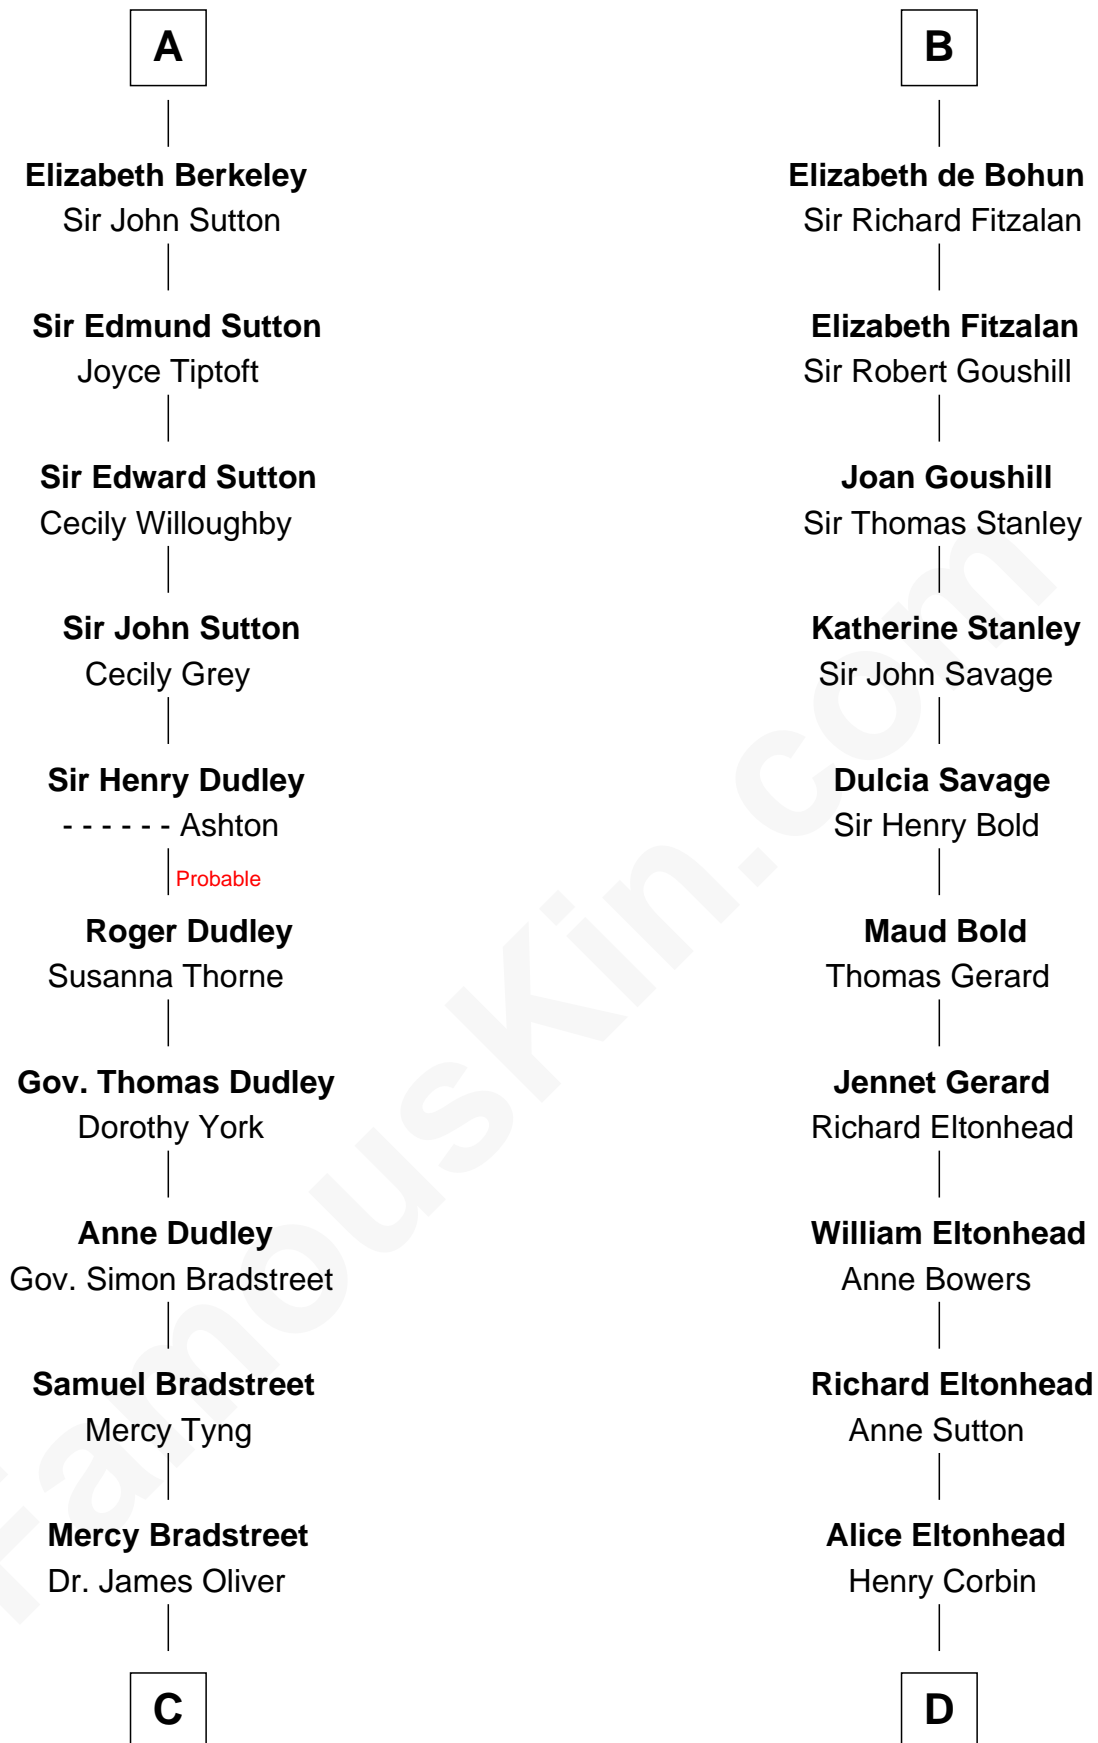 A
Elizabeth Berkeley
Sir John Sutton
Sir Edmund Sutton
Joyce Tiptoft
Sir Edward Sutton
Cecily Willoughby
Sir John Sutton
Cecily Grey
Sir Henry Dudley
- - - - - - Ashton
Probable
Roger Dudley
Susanna Thorne
Gov. Thomas Dudley
Dorothy York
Anne Dudley
Gov. Simon Bradstreet
Samuel Bradstreet
Mercy Tyng
Mercy Bradstreet
Dr. James Oliver
C
B
Elizabeth de Bohun
Sir Richard Fitzalan
Elizabeth Fitzalan
Sir Robert Goushill
Joan Goushill
Sir Thomas Stanley
Katherine Stanley
Sir John Savage
Dulcia Savage
Sir Henry Bold
Maud Bold
Thomas Gerard
Jennet Gerard
Richard Eltonhead
William Eltonhead
Anne Bowers
Richard Eltonhead
Anne Sutton
Alice Eltonhead
Henry Corbin
D
FamousKin.com